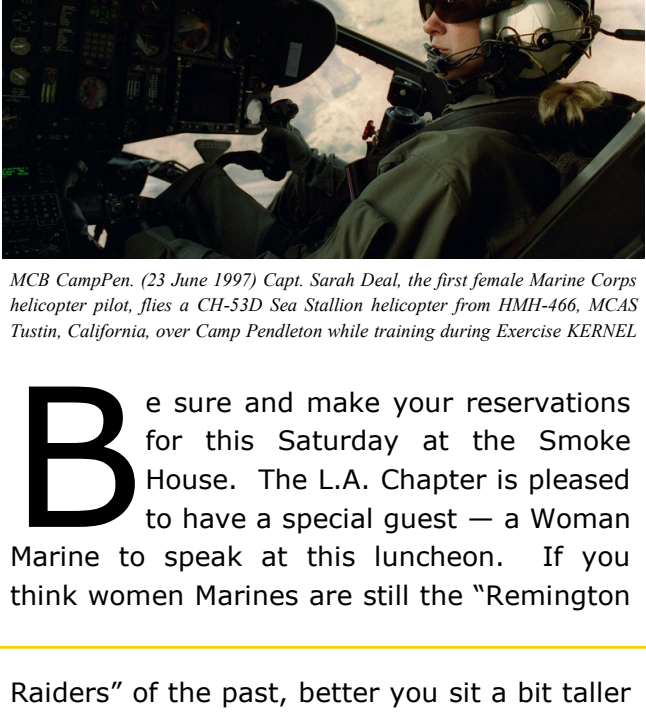 MCB CampPen. (23 June 1997) Capt. Sarah Deal, the first female Marine Corps
helicopter pilot, flies a CH-53D Sea Stallion helicopter from HMH-466, MCAS
Tustin, California, over Camp Pendleton while training during Exercise KERNEL
Be sure and make your reservations
for this Saturday at the Smoke
House.  The L.A. Chapter is pleased
to have a special guest — a Woman
Marine to speak at this luncheon.  If you
think women Marines are still the “Remington
Raiders” of the past, better you sit a bit taller